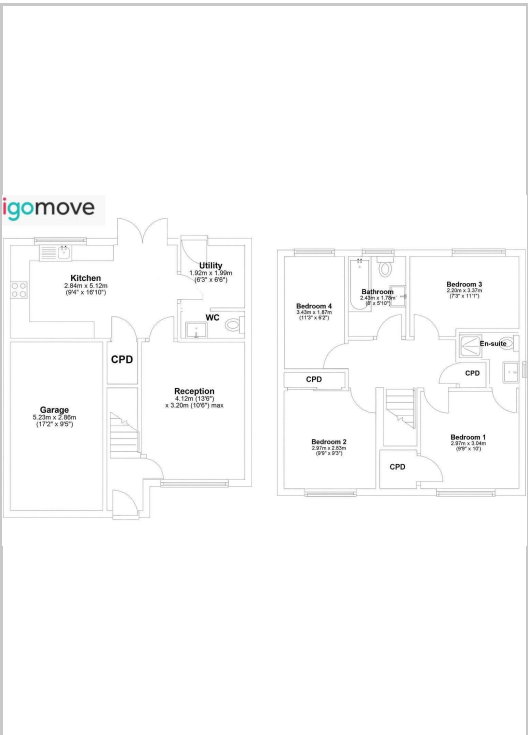 igomove
Kitchen
2.84m x 5.12m
(9'4" x 16'10")
Utility
1.92m x 1.99m
(6'3" x 6'6")
WC
CPD
Garage
5.23m x 2.86m
(17'2" x 9'5")
Reception
4.12m (13'6")
x 3.20m (10'6") max
Bedroom 4
3.43m x 1.87m
(11'3" x 6'2")
Bathroom
2.43m x 1.78m
(8' x 5'10")
Bedroom 3
2.20m x 3.37m
(7'3" x 11'1")
En-suite
CPD
CPD
Bedroom 2
2.97m x 2.83m
(9'9" x 9'3")
Bedroom 1
2.97m x 3.04m
(9'9" x 10')
CPD